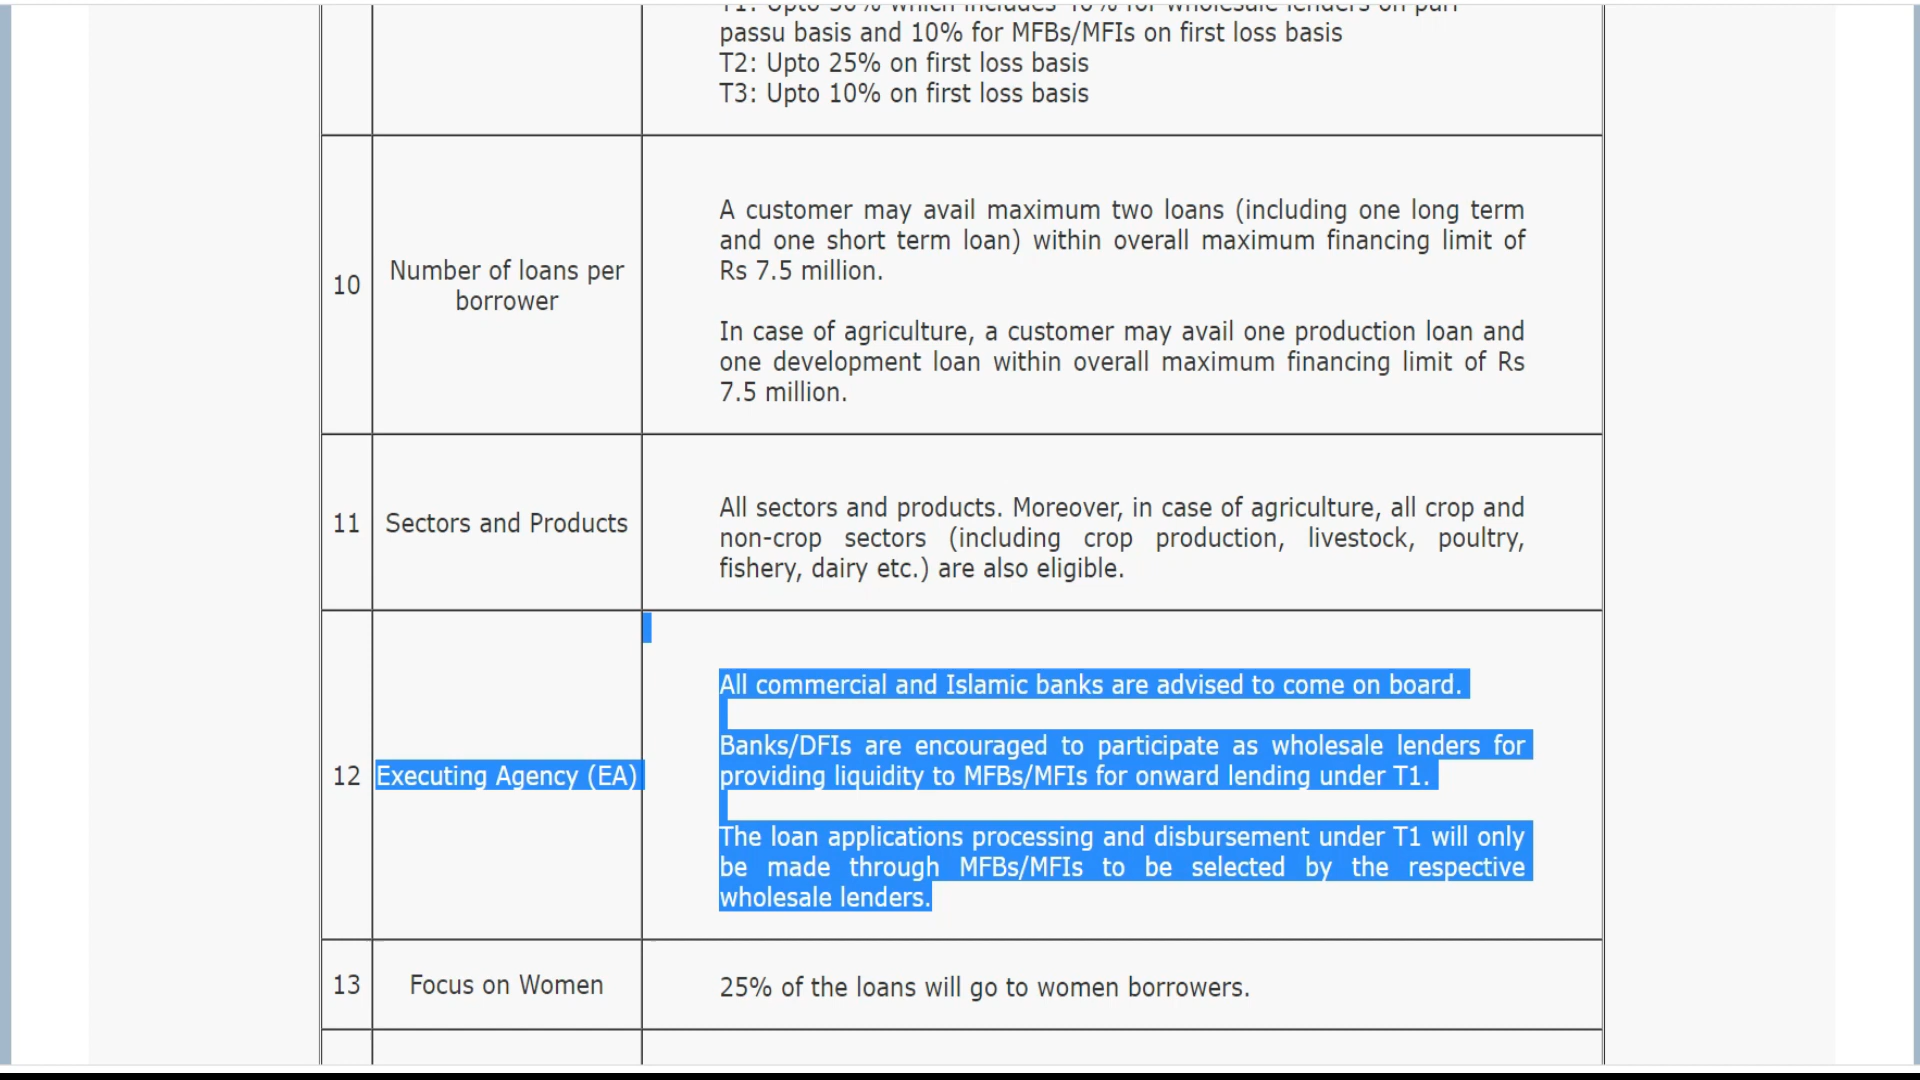 passu basis and 10% for MFBs/MFIs on first loss basis
T2: Upto 25% on first loss basis
T3: Upto 10% on first loss basis
10
Number of loans per
borrower
A customer may avail maximum two loans (including one long term
and one short term loan) within overall maximum financing limit of
Rs 7.5 million.
In case of agriculture, a customer may avail one production loan and
one development loan within overall maximum financing limit of Rs
7.5 million.
11
Sectors and Products
All sectors and products. Moreover, in case of agriculture, all crop and
non-crop sectors (including crop production, livestock, poultry,
fishery, dairy etc.) are also eligible.
12
Executing Agency (EA)
All commercial and Islamic banks are advised to come on board.
Banks/DFIs are encouraged to participate as wholesale lenders for
providing liquidity to MFBs/MFIs for onward lending under T1.
The loan applications processing and disbursement under T1 will only
be made through MFBs/MFIs to be selected by the respective
wholesale lenders.
13
Focus on Women
25% of the loans will go to women borrowers.